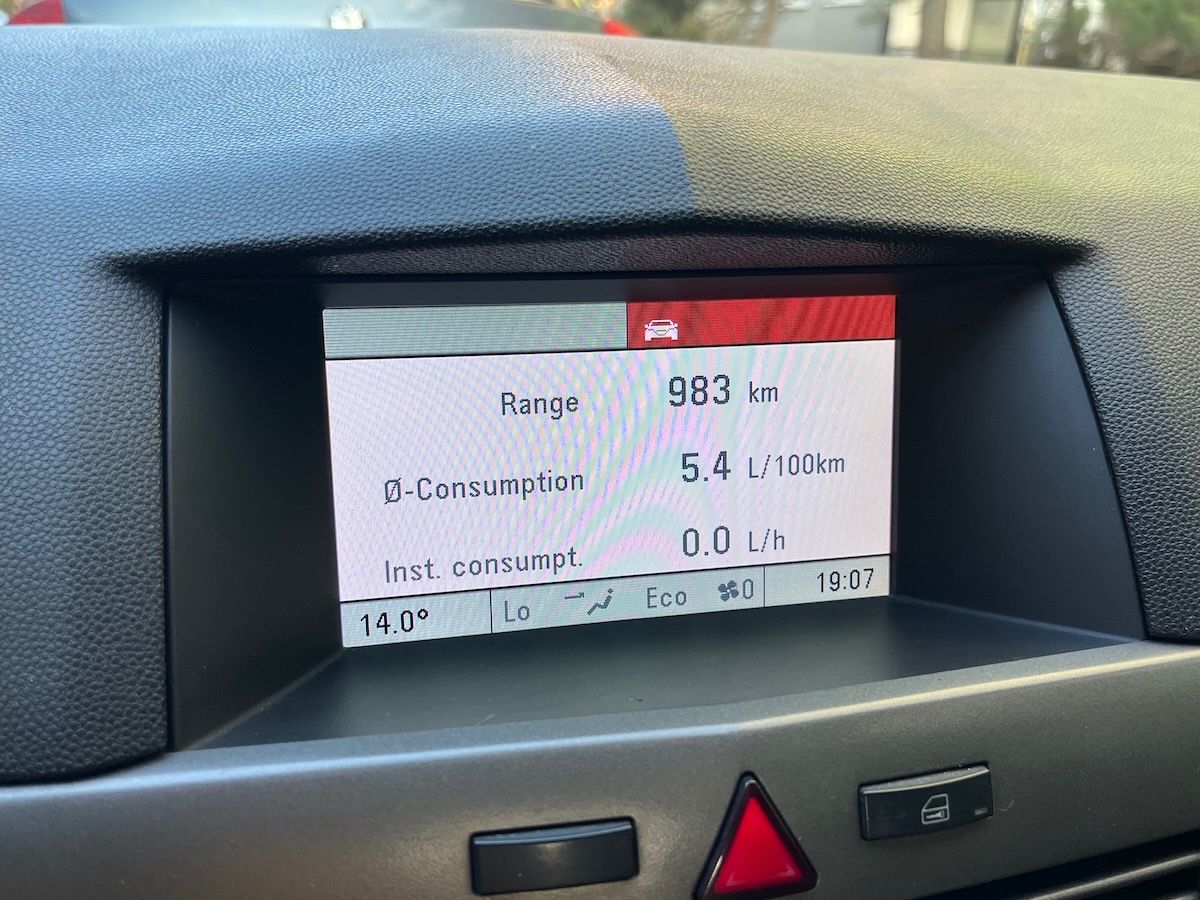 Range 983 km
Ø-Consumption 5.4 L/100km
Inst. consumpt. 0.0 L/h
14.0° Lo Eco 0 19:07